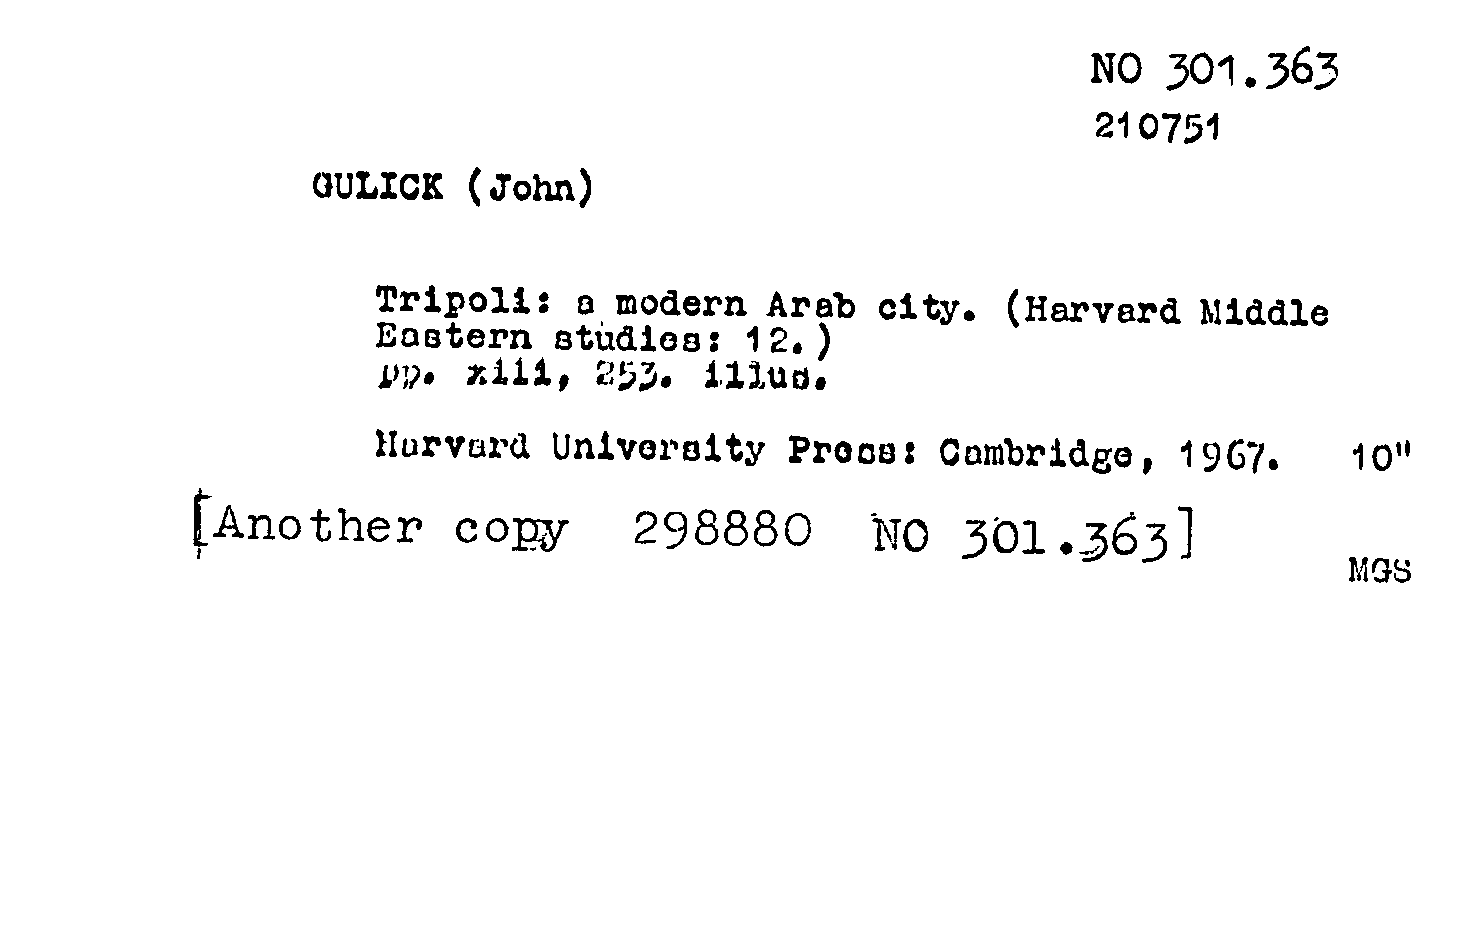 NO 301.363
210751
GULICK (John)
Tripoli: a modern Arab city. (Harvard Middle
Eastern studies: 12.)
pp. xiii, 253. illus.
Harvard University Press: Cambridge, 1967. 10"
[Another copy 298880 NO 301.363]
MGS